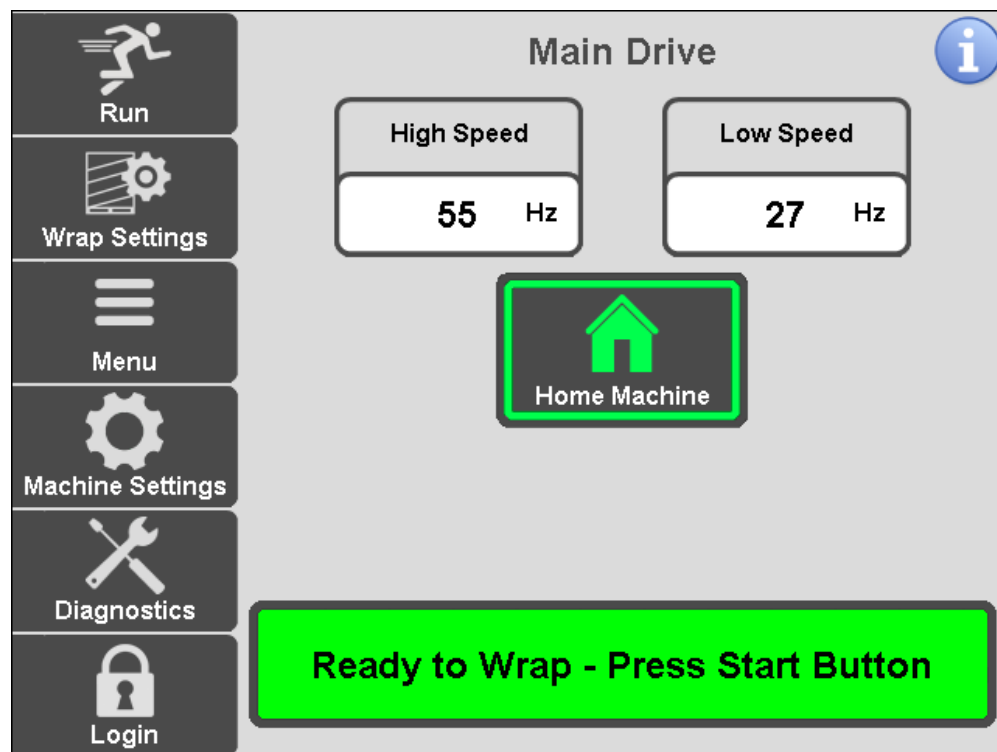 Run
Wrap Settings
Menu
Machine Settings
Diagnostics
Login
Main Drive
i
High Speed
55 Hz
Low Speed
27 Hz
Home Machine
Ready to Wrap - Press Start Button